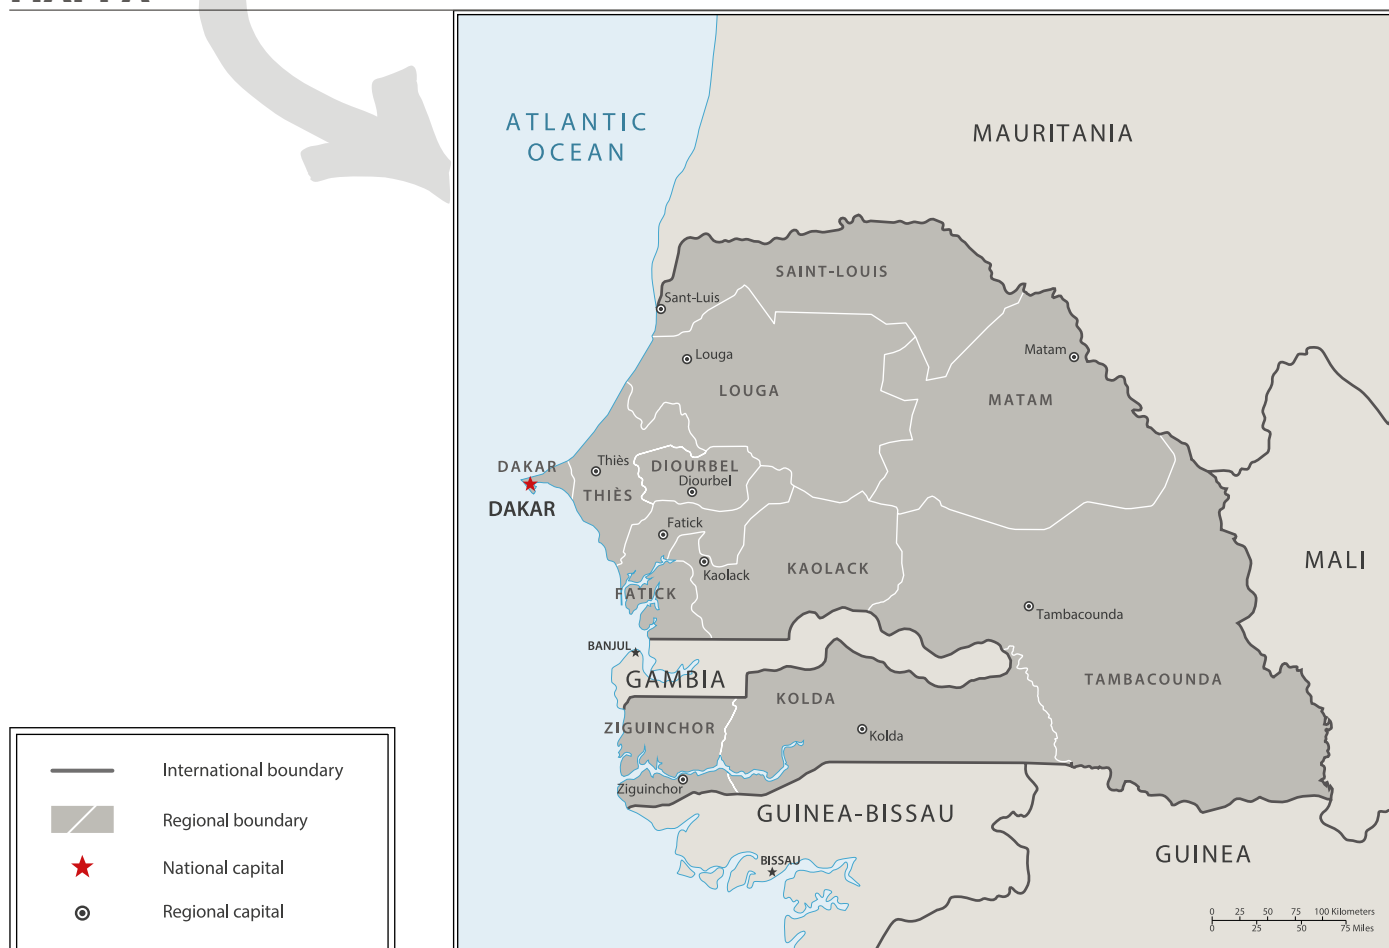 ATLANTIC
OCEAN
MAURITANIA
SAINT-LOUIS
Sant-Luis
Louga
Matam
LOUGA
MATAM
DAKAR
Thiès
DIOURBEL
Diourbel
THIÈS
DAKAR
Fatick
KAOLACK
Kaolack
MALI
FATICK
Tambacounda
BANJUL
GAMBIA
TAMBACOUNDA
KOLDA
ZIGUINCHOR
Kolda
Ziguinchor
GUINEA-BISSAU
BISSAU
GUINEA
International boundary
Regional boundary
National capital
Regional capital
0 25 50 75 100 Kilometers
0 25 50 75 Miles